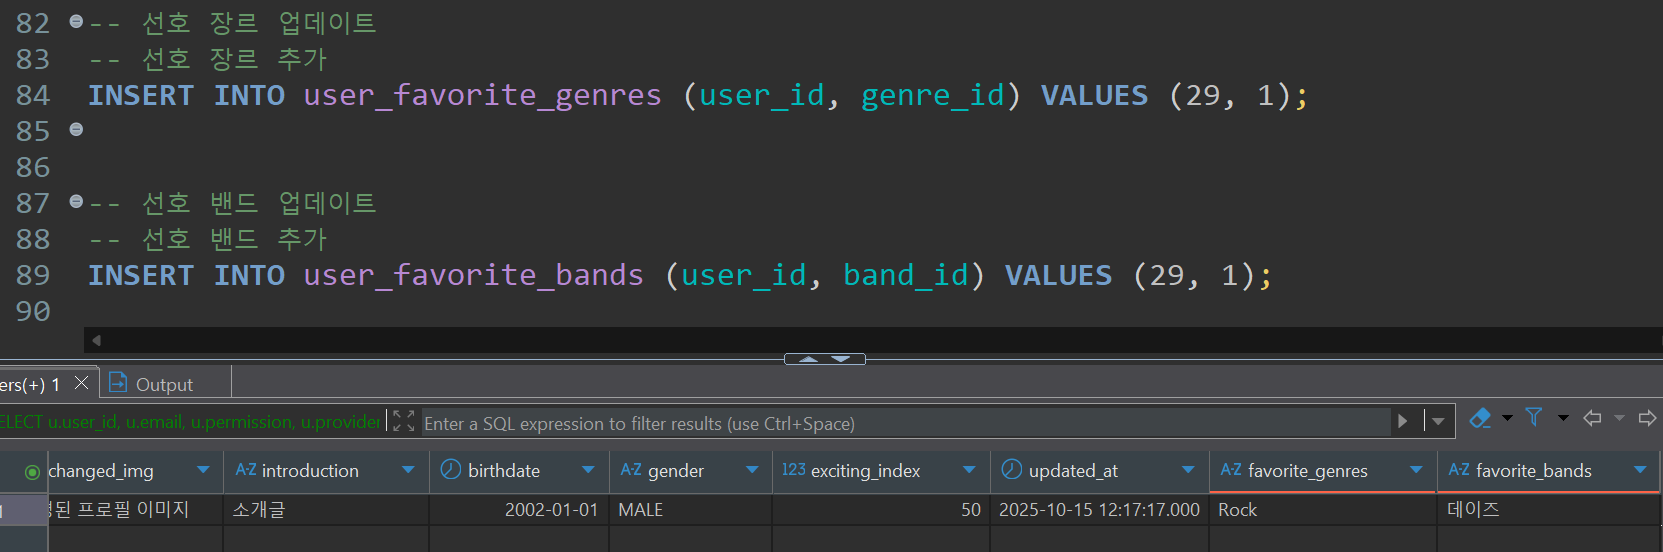 82 -- 선호 장르 업데이트
83 -- 선호 장르 추가
84 INSERT INTO user_favorite_genres (user_id, genre_id) VALUES (29, 1);
85
86
87 -- 선호 밴드 업데이트
88 -- 선호 밴드 추가
89 INSERT INTO user_favorite_bands (user_id, band_id) VALUES (29, 1);
90
ers(+) 1 Output
ELECT u.user_id, u.email, u.permission, u.provider Enter a SQL expression to filter results (use Ctrl+Space)
changed_img A-Z introduction birthdate A-Z gender 123 exciting_index updated_at A-Z favorite_genres A-Z favorite_bands
1 된 프로필 이미지 소개글 2002-01-01 MALE 50 2025-10-15 12:17:17.000 Rock 데이즈